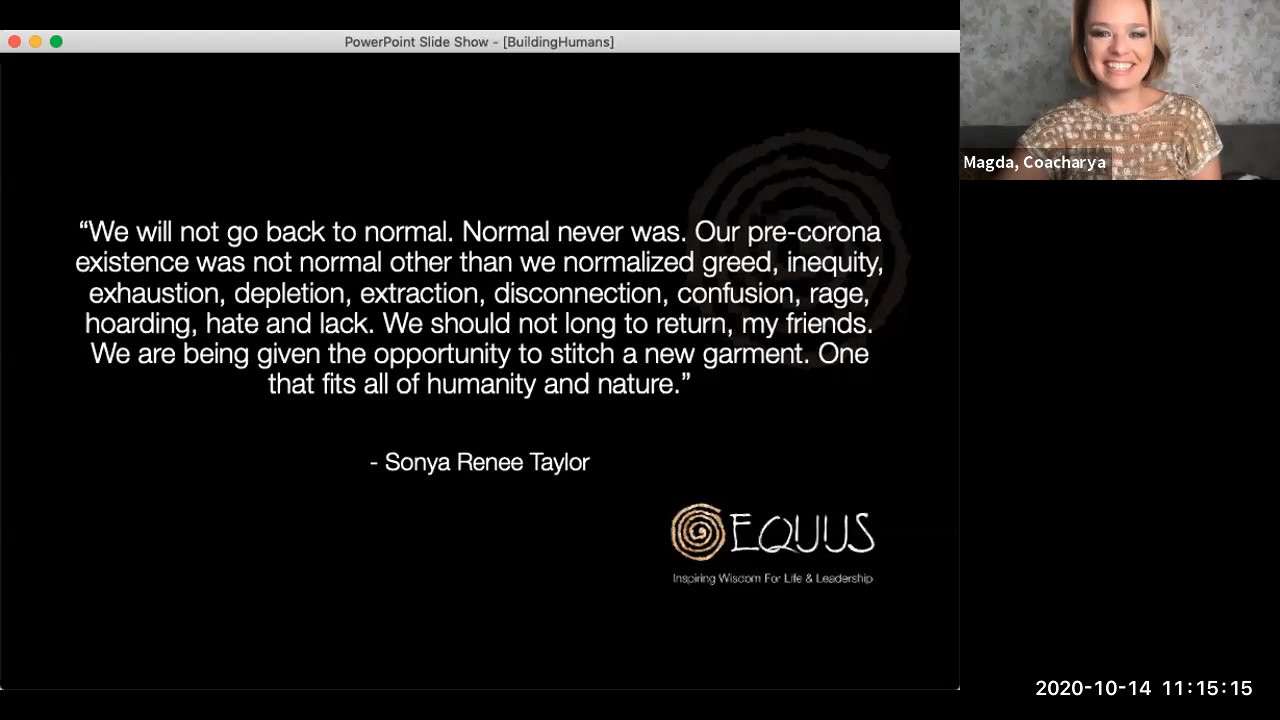 PowerPoint Slide Show - [BuildingHumans]
Magda, Coacharya
“We will not go back to normal. Normal never was. Our pre-corona
existence was not normal other than we normalized greed, inequity,
exhaustion, depletion, extraction, disconnection, confusion, rage,
hoarding, hate and lack. We should not long to return, my friends.
We are being given the opportunity to stitch a new garment. One
that fits all of humanity and nature.”
- Sonya Renee Taylor
EQUUS
Inspiring Wisdom For Life & Leadership
2020-10-14 11:15:15